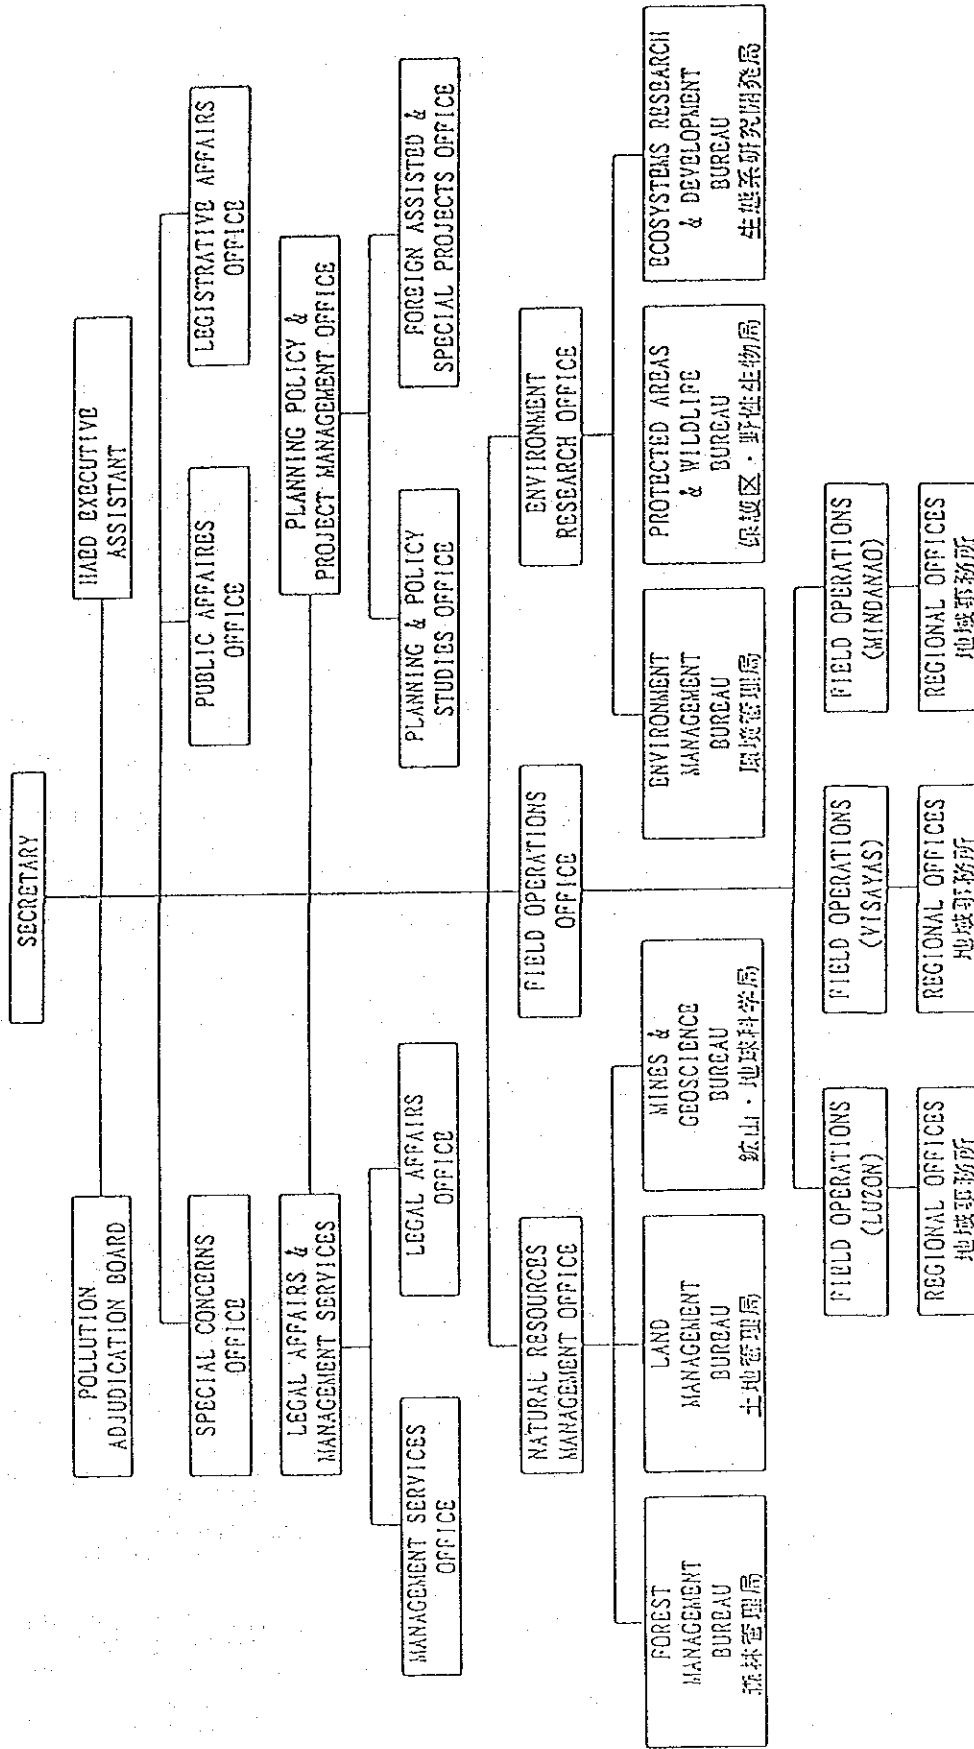 SECRETARY
POLLUTION
ADJUDICATION BOARD
HAED EXECUTIVE
ASSISTANT
SPECIAL CONCERNS
OFFICE
PUBLIC AFFAIRES
OFFICE
LEGISTRATIVE AFFAIRS
OFFICE
LEGAL AFFAIRS &
MANAGEMENT SERVICES
PLANNING POLICY &
PROJECT MANAGEMENT OFFICE
MANAGEMENT SERVICES
OFFICE
LEGAL AFFAIRS
OFFICE
PLANNING & POLICY
STUDIES OFFICE
FOREIGN ASSISTED &
SPECIAL PROJECTS OFFICE
NATURAL RESOURCES
MANAGEMENT OFFICE
FIELD OPERATIONS
OFFICE
ENVIRONMENT
RESEARCH OFFICE
FOREST
MANAGEMENT
BUREAU
森林管理局
LAND
MANAGEMENT
BUREAU
土地管理局
MINES &
GEOSCIENCE
BUREAU
鉱山・地球科学局
ENVIRONMENT
MANAGEMENT
BUREAU
環境管理局
PROTECTED AREAS
& WILDLIFE
BUREAU
保護区・野性生物局
ECOSYSTEMS RESEARCH
& DEVELOPMENT
BUREAU
生態系研究開発局
FIELD OPERATIONS
(LUZON)
FIELD OPERATIONS
(VISAYAS)
FIELD OPERATIONS
(MINDANAO)
REGIONAL OFFICES
地域事務所
REGIONAL OFFICES
地域事務所
REGIONAL OFFICES
地域事務所